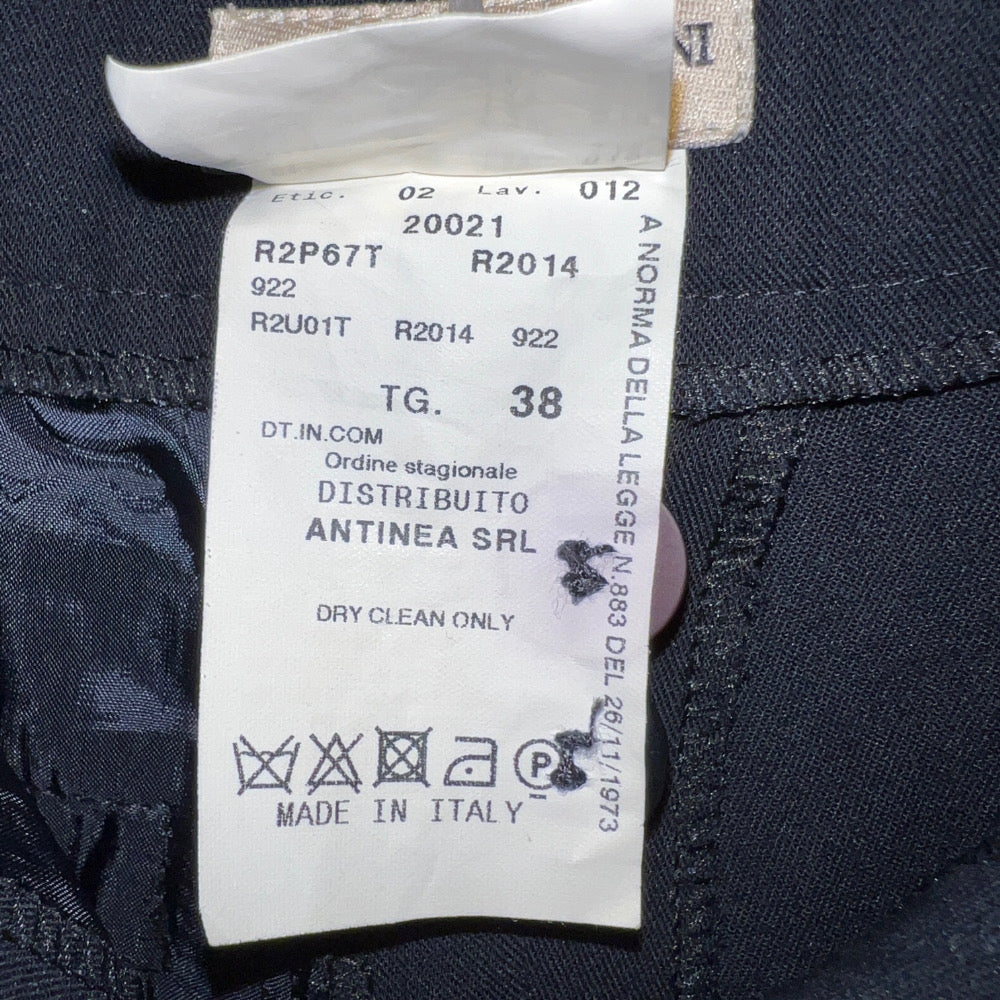 NI
Etic. 02 Lav. 012
20021
R2P67T R2014
922
R2U01T R2014 922
TG. 38
DT.IN.COM
Ordine stagionale
DISTRIBUITO
ANTINEA SRL
DRY CLEAN ONLY
P
MADE IN ITALY
A NORMA DELLA LEGGE N.883 DEL 26/11/1973